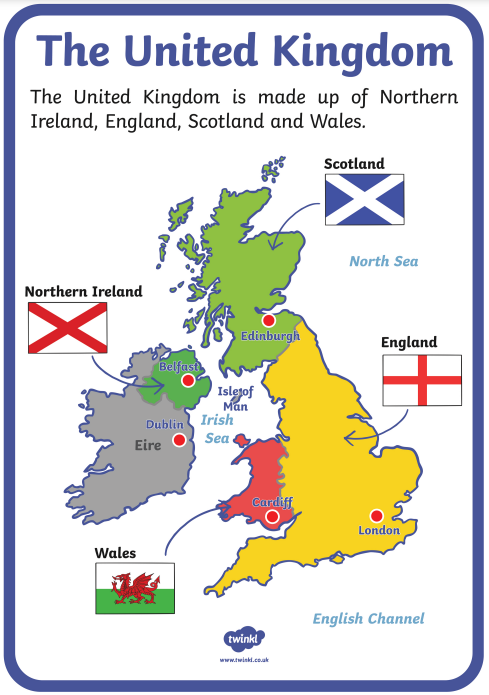 The United Kingdom
The United Kingdom is made up of Northern
Ireland, England, Scotland and Wales.
Scotland
North Sea
Northern Ireland
Edinburgh
England
Belfast
Isle of
Man
Irish
Sea
Dublin
Eire
Cardiff
London
Wales
English Channel
twinkl
www.twinkl.co.uk